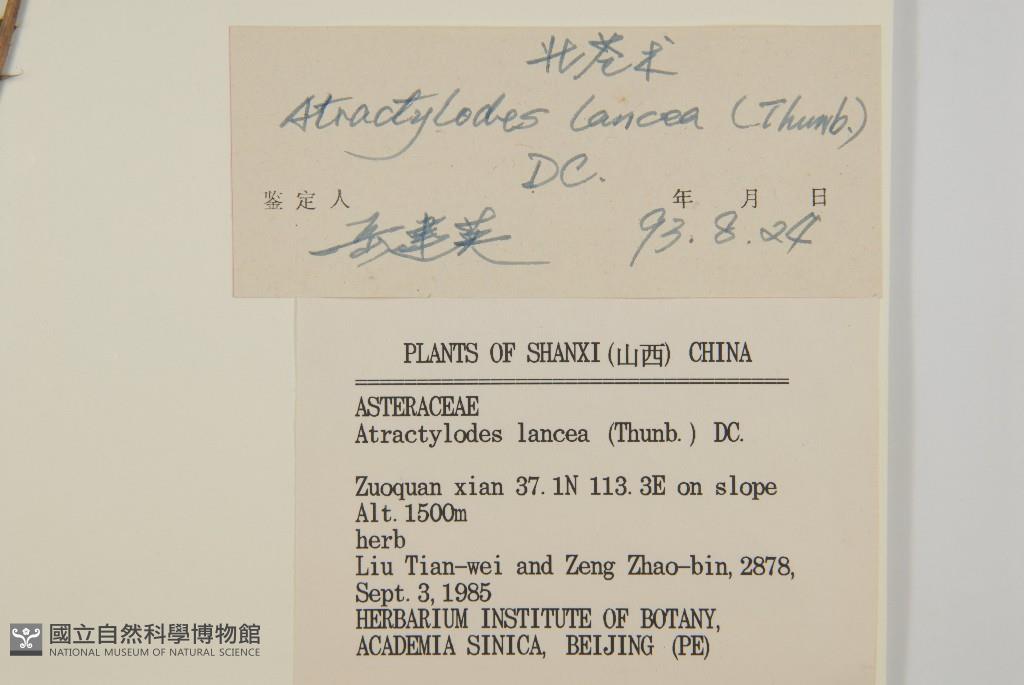 北苍术
Atractylodes lancea (Thunb.)
DC.
鉴定人 年 月 日
岳建英 93.8.24
PLANTS OF SHANXI(山西) CHINA
ASTERACEAE
Atractylodes lancea (Thunb.) DC.
Zuoquan xian 37.1N 113.3E on slope
Alt. 1500m
herb
Liu Tian-wei and Zeng Zhao-bin, 2878,
Sept. 3, 1985
HERBARIUM INSTITUTE OF BOTANY,
ACADEMIA SINICA, BEIJING (PE)
國立自然科學博物館
NATIONAL MUSEUM OF NATURAL SCIENCE